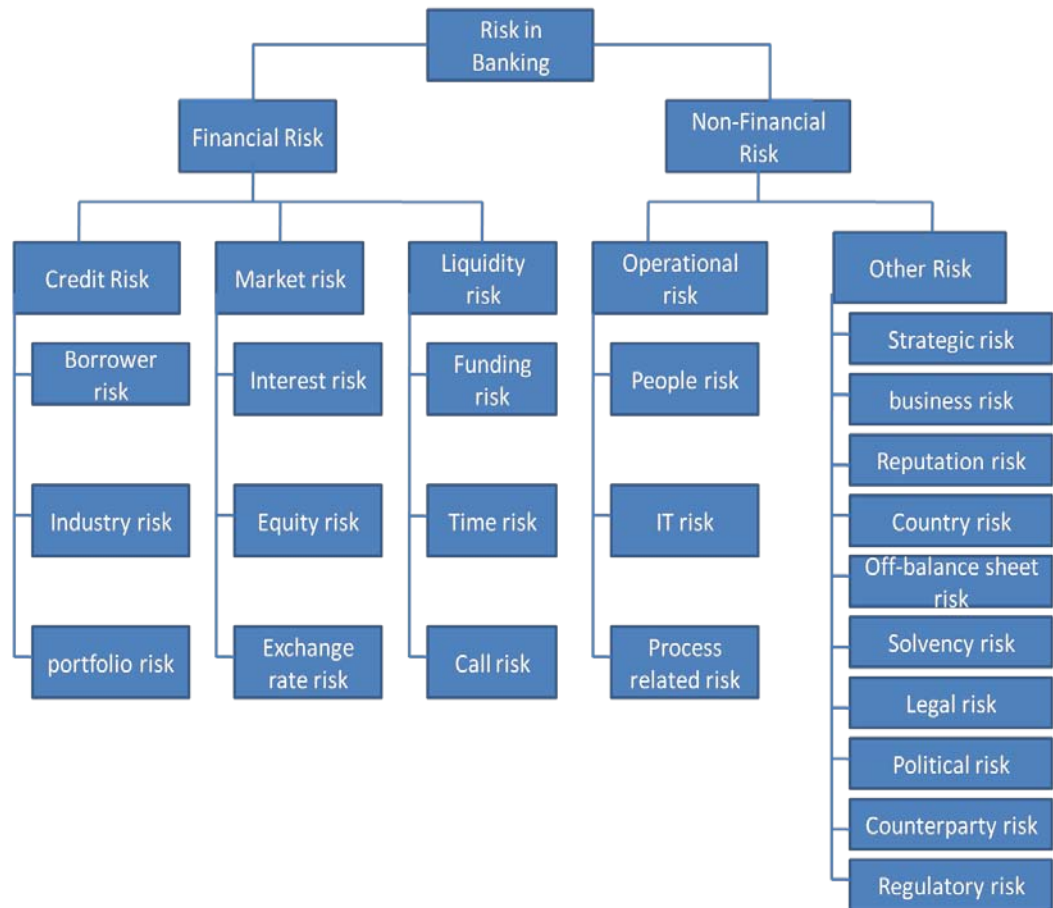 Risk in
Banking
Financial Risk
Non-Financial
Risk
Credit Risk
Market risk
Liquidity
risk
Operational
risk
Other Risk
Borrower
risk
Interest risk
Funding
risk
People risk
Strategic risk
business risk
Reputation risk
Industry risk
Equity risk
Time risk
IT risk
Country risk
Off-balance sheet
risk
Solvency risk
portfolio risk
Exchange
rate risk
Call risk
Process
related risk
Legal risk
Political risk
Counterparty risk
Regulatory risk